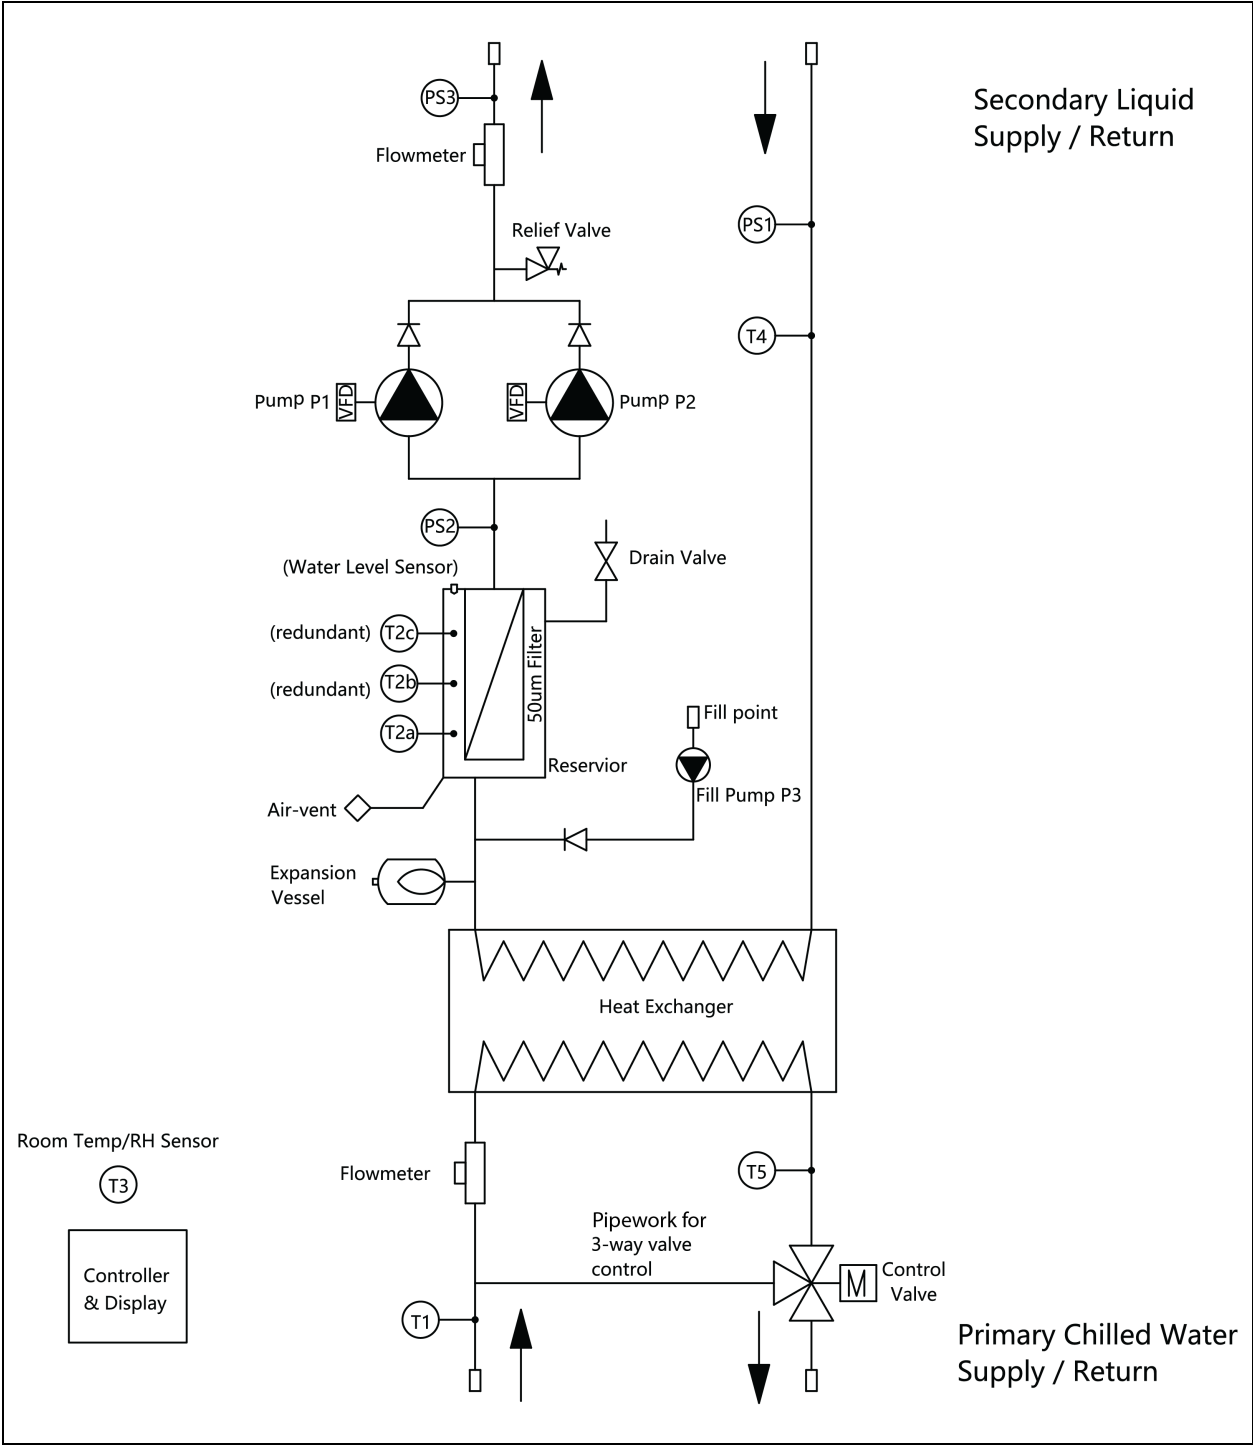 PS3
Secondary Liquid
Supply / Return
Flowmeter
PS1
Relief Valve
T4
Pump P1
VFD
VFD
Pump P2
PS2
(Water Level Sensor)
Drain Valve
(redundant)
T2c
(redundant)
T2b
T2a
50um Filter
Reservior
Fill point
Fill Pump P3
Air-vent
Expansion
Vessel
Heat Exchanger
Room Temp/RH Sensor
T3
Flowmeter
T5
Pipework for
3-way valve
control
Controller
& Display
M
Control
Valve
T1
Primary Chilled Water
Supply / Return